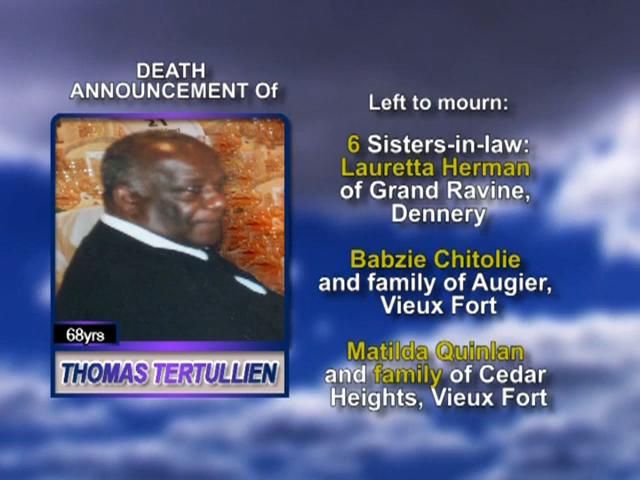 DEATH
ANNOUNCEMENT Of
68yrs
THOMAS TERTULLIEN
Left to mourn:
6 Sisters-in-law:
Lauretta Herman
of Grand Ravine,
Dennery
Babzie Chitolie
and family of Augier,
Vieux Fort
Matilda Quinlan
and family of Cedar
Heights, Vieux Fort